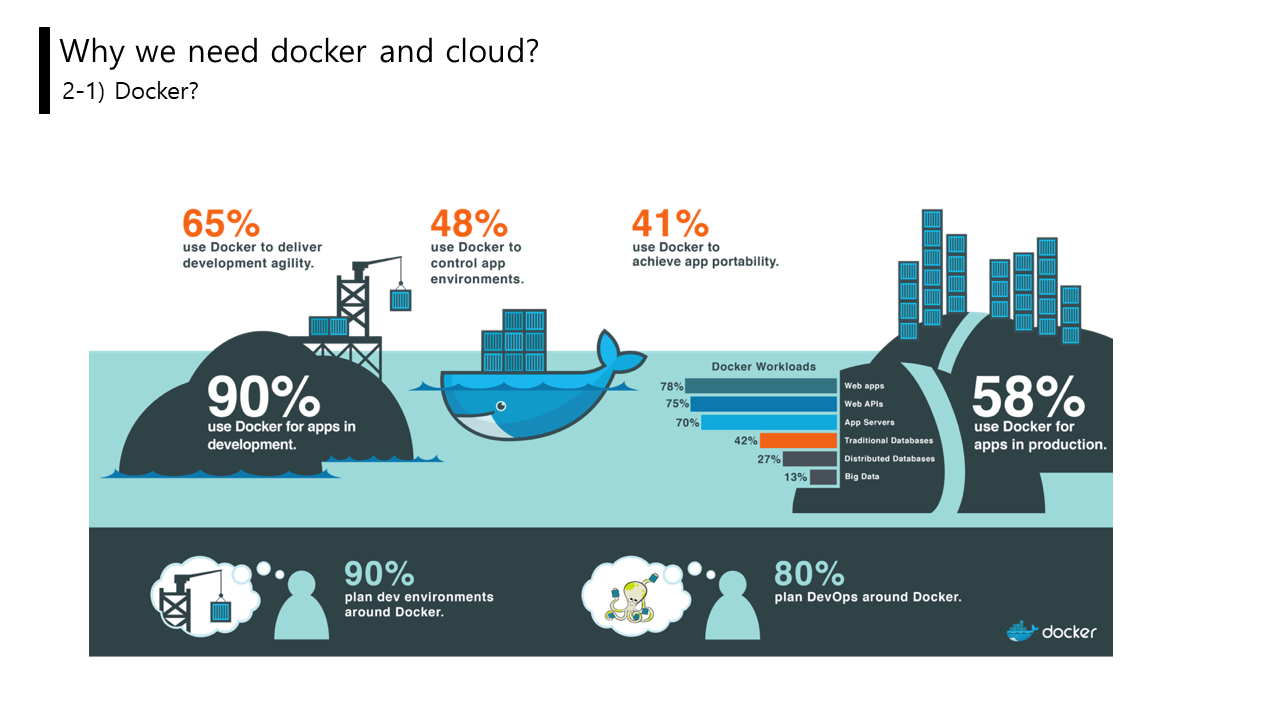 Why we need docker and cloud?
2-1) Docker?
65%
use Docker to deliver
development agility.
48%
use Docker to
control app
environments.
41%
use Docker to
achieve app portability.
90%
use Docker for apps in
development.
Docker Workloads
78% Web apps
75% Web APIs
70% App Servers
42% Traditional Databases
27% Distributed Databases
13% Big Data
58%
use Docker for
apps in production.
90%
plan dev environments
around Docker.
80%
plan DevOps around Docker.
docker